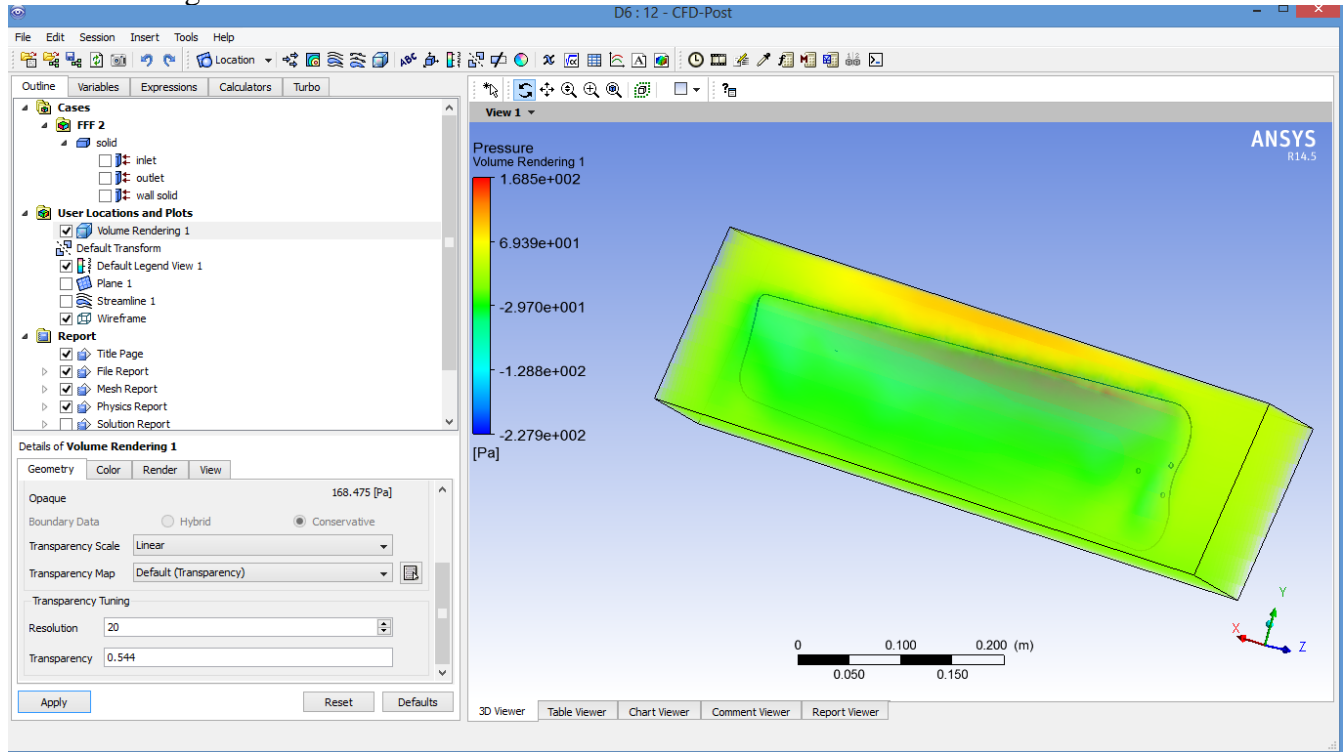 D6 : 12 - CFD-Post
File Edit Session Insert Tools Help
Location
Outline Variables Expressions Calculators Turbo
Cases
FFF 2
solid
inlet
outlet
wall solid
User Locations and Plots
Volume Rendering 1
Default Transform
Default Legend View 1
Plane 1
Streamline 1
Wireframe
Report
Title Page
File Report
Mesh Report
Physics Report
Solution Report
Details of Volume Rendering 1
Geometry Color Render View
Opaque 168.475 [Pa]
Boundary Data Hybrid Conservative
Transparency Scale Linear
Transparency Map Default (Transparency)
Transparency Tuning
Resolution 20
Transparency 0.544
Apply Reset Defaults
View 1
ANSYS
R14.5
Pressure
Volume Rendering 1
1.685e+002
6.939e+001
-2.970e+001
-1.288e+002
-2.279e+002
[Pa]
Y
X
Z
0 0.100 0.200 (m)
0.050 0.150
3D Viewer Table Viewer Chart Viewer Comment Viewer Report Viewer